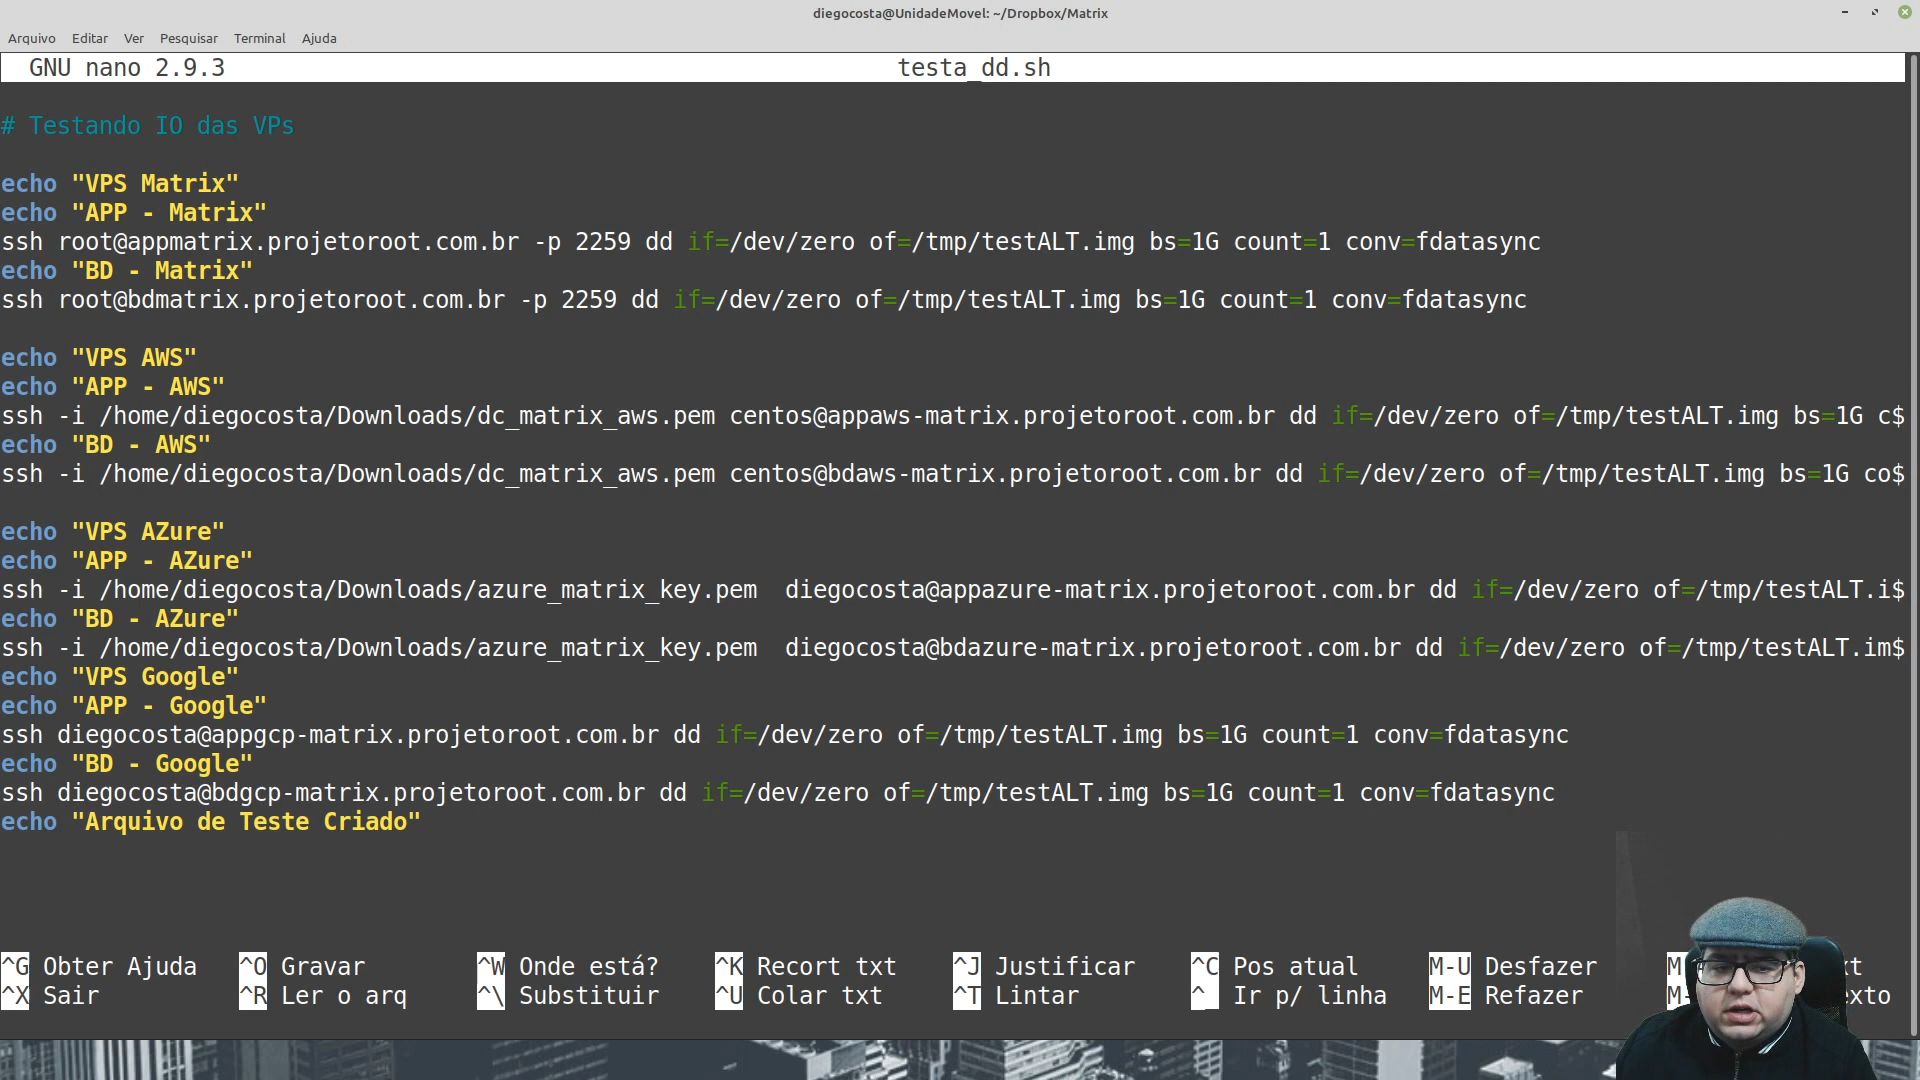 diegocosta@UnidadeMovel: ~/Dropbox/Matrix
Arquivo Editar Ver Pesquisar Terminal Ajuda
GNU nano 2.9.3 testa_dd.sh
# Testando IO das VPs
echo "VPS Matrix"
echo "APP - Matrix"
ssh root@appmatrix.projetoroot.com.br -p 2259 dd if=/dev/zero of=/tmp/testALT.img bs=1G count=1 conv=fdatasync
echo "BD - Matrix"
ssh root@bdmatrix.projetoroot.com.br -p 2259 dd if=/dev/zero of=/tmp/testALT.img bs=1G count=1 conv=fdatasync
echo "VPS AWS"
echo "APP - AWS"
ssh -i /home/diegocosta/Downloads/dc_matrix_aws.pem centos@appaws-matrix.projetoroot.com.br dd if=/dev/zero of=/tmp/testALT.img bs=1G c$
echo "BD - AWS"
ssh -i /home/diegocosta/Downloads/dc_matrix_aws.pem centos@bdaws-matrix.projetoroot.com.br dd if=/dev/zero of=/tmp/testALT.img bs=1G co$
echo "VPS AZure"
echo "APP - AZure"
ssh -i /home/diegocosta/Downloads/azure_matrix_key.pem  diegocosta@appazure-matrix.projetoroot.com.br dd if=/dev/zero of=/tmp/testALT.i$
echo "BD - AZure"
ssh -i /home/diegocosta/Downloads/azure_matrix_key.pem  diegocosta@bdazure-matrix.projetoroot.com.br dd if=/dev/zero of=/tmp/testALT.im$
echo "VPS Google"
echo "APP - Google"
ssh diegocosta@appgcp-matrix.projetoroot.com.br dd if=/dev/zero of=/tmp/testALT.img bs=1G count=1 conv=fdatasync
echo "BD - Google"
ssh diegocosta@bdgcp-matrix.projetoroot.com.br dd if=/dev/zero of=/tmp/testALT.img bs=1G count=1 conv=fdatasync
echo "Arquivo de Teste Criado"
^G Obter Ajuda ^O Gravar ^W Onde está? ^K Recort txt ^J Justificar ^C Pos atual M-U Desfazer
^X Sair ^R Ler o arq ^\ Substituir ^U Colar txt ^T Lintar ^_ Ir p/ linha M-E Refazer